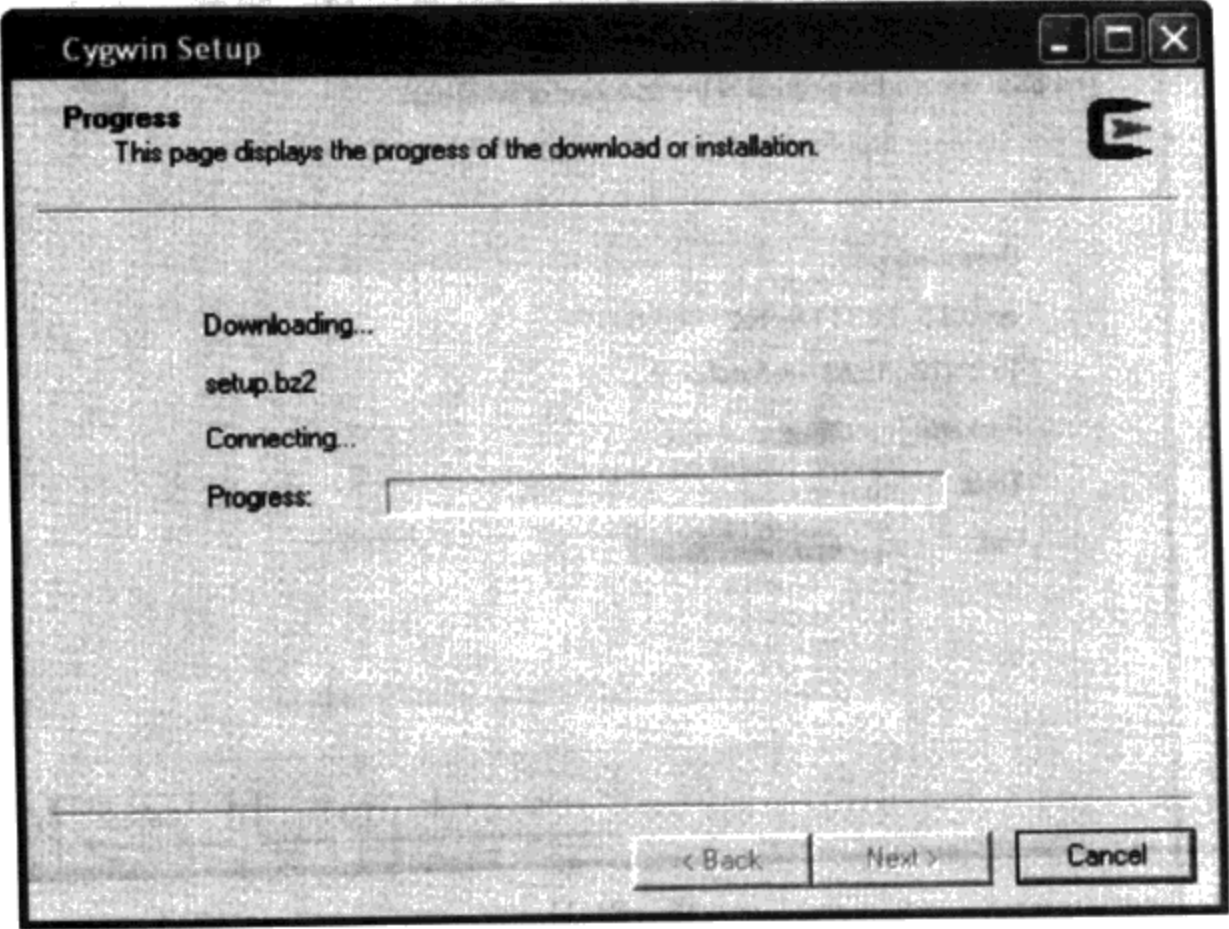 Cygwin Setup
Progress
This page displays the progress of the download or installation.
Downloading...
setup.bz2
Connecting...
Progress:
< Back Next > Cancel